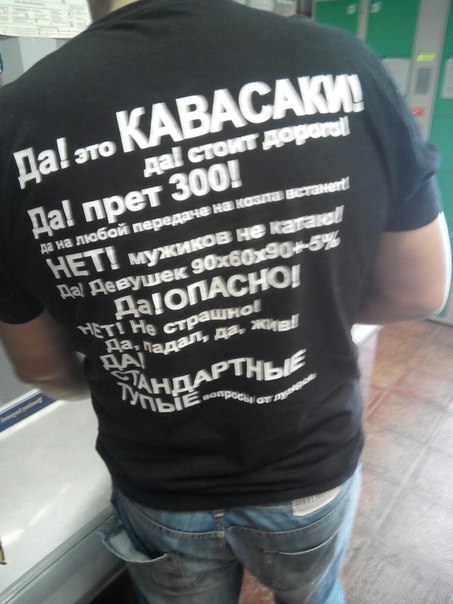 Да! это КАВАСАКИ!
да! стоит дорого!
Да! прет 300!
да на любой передаче на козла встанет!
НЕТ! мужиков не катаю!
Да! Девушек 90х60х90+-5%
Да!ОПАСНО!
НЕТ! Не страшно!
Да, падал, да, жив!
ДА!
СТАНДАРТНЫЕ
ТУПЫЕ вопросы от лузеров.